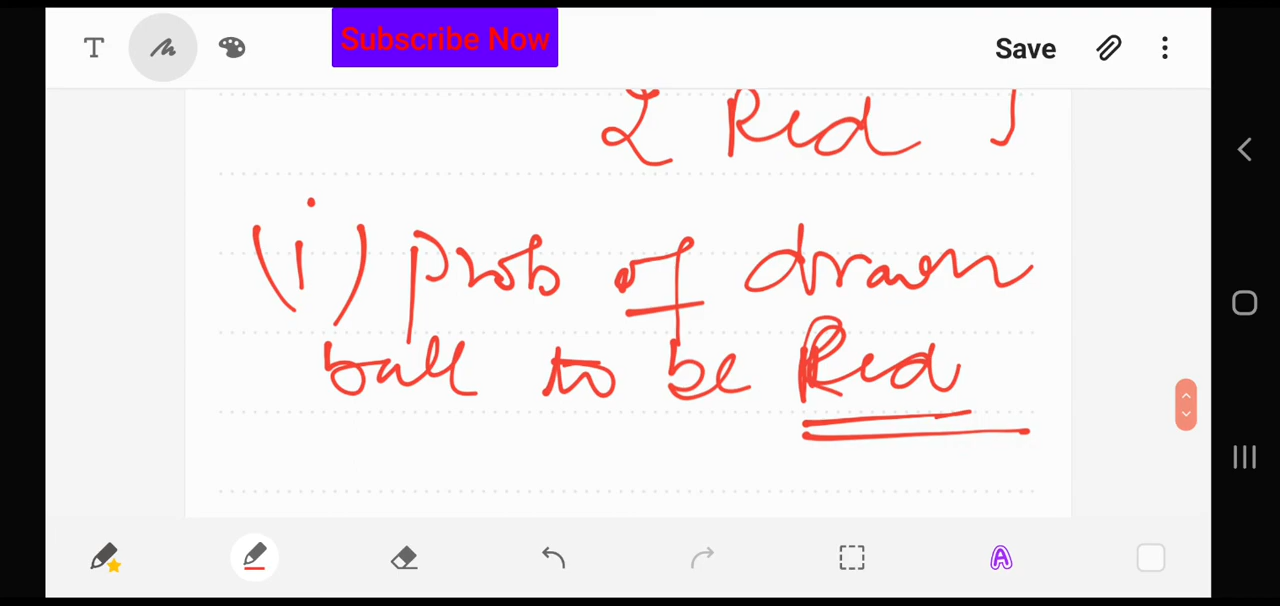 T
Subscribe Now
Save
2 Red
(i) prob of drawn
ball to be Red
A